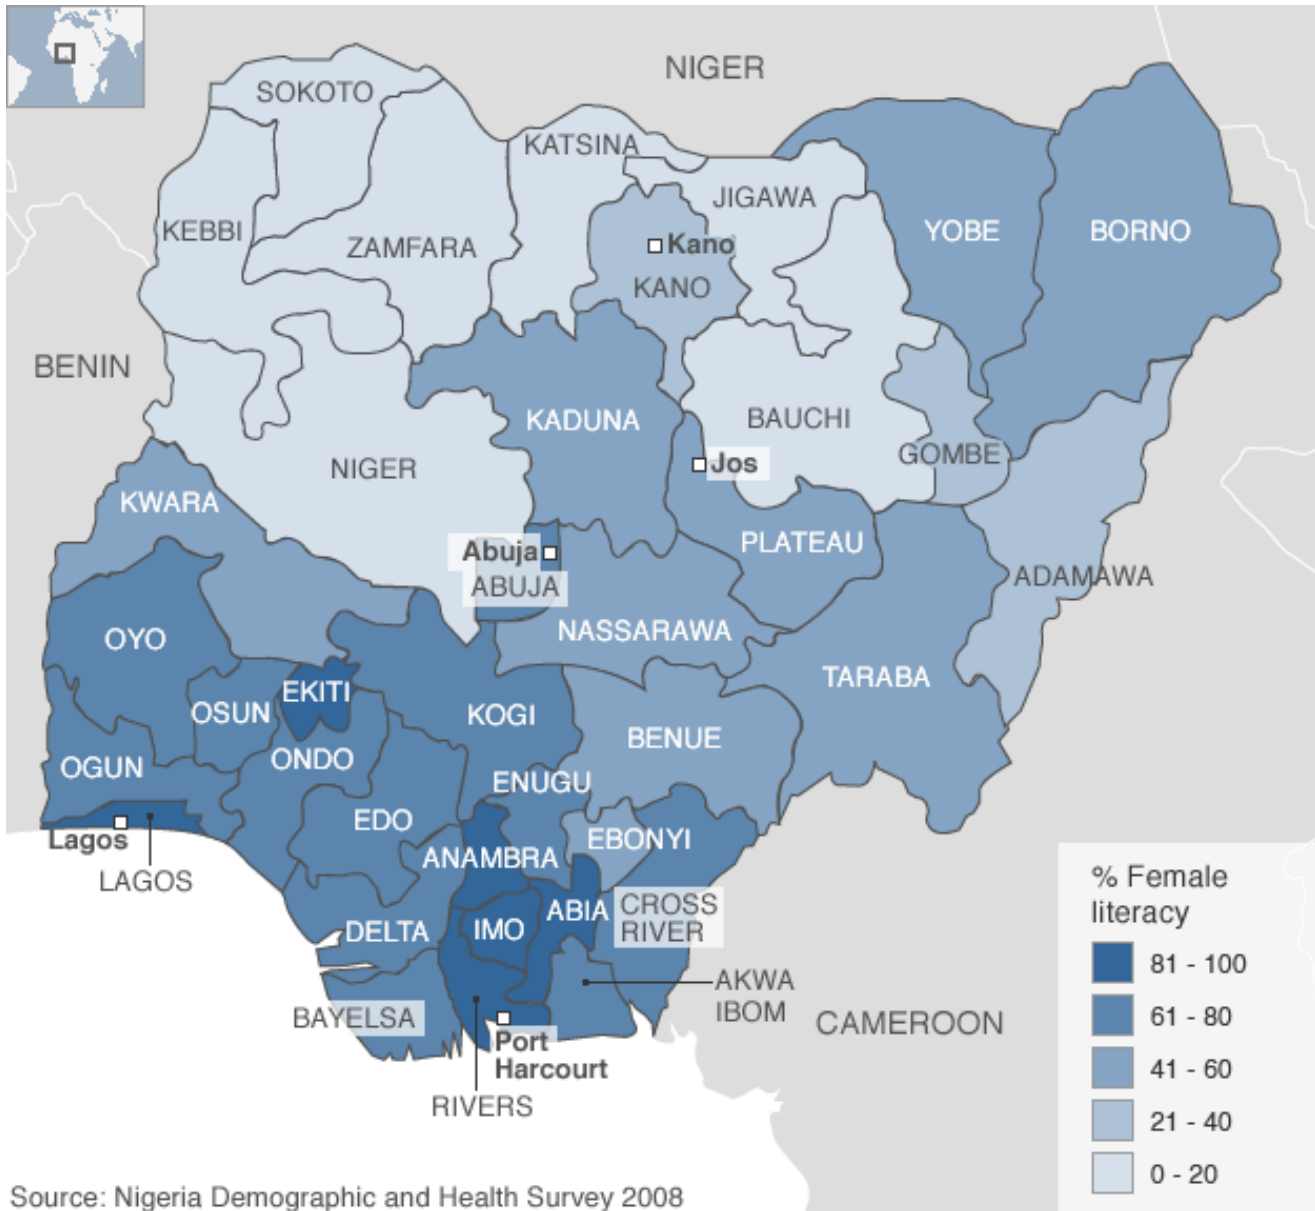 NIGER
SOKOTO
KATSINA
JIGAWA
KEBBI
ZAMFARA
Kano
KANO
YOBE
BORNO
BENIN
KADUNA
BAUCHI
GOMBE
Jos
NIGER
KWARA
PLATEAU
Abuja
ABUJA
ADAMAWA
NASSARAWA
OYO
TARABA
EKITI
OSUN
KOGI
BENUE
OGUN
ONDO
ENUGU
EDO
EBONYI
Lagos
LAGOS
ANAMBRA
ABIA
CROSS
RIVER
IMO
DELTA
AKWA
IBOM
BAYELSA
CAMEROON
Port
Harcourt
RIVERS
% Female
literacy
81 - 100
61 - 80
41 - 60
21 - 40
0 - 20
Source: Nigeria Demographic and Health Survey 2008